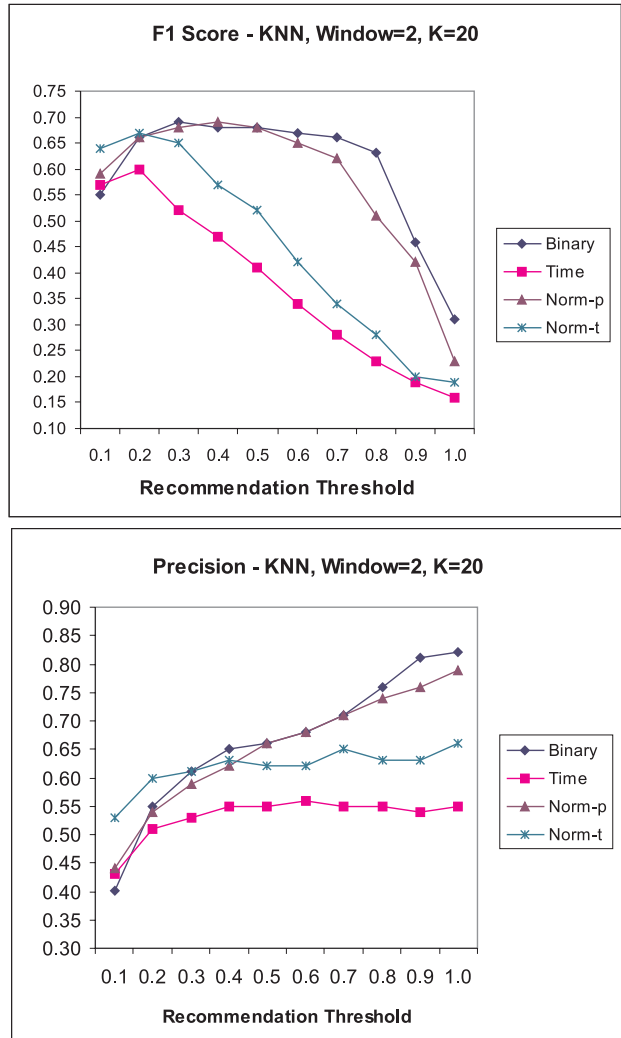 F1 Score - KNN, Window=2, K=20
0.75
0.70
0.65
0.60
0.55
0.50
0.45
0.40
0.35
0.30
0.25
0.20
0.15
0.10
0.1 0.2 0.3 0.4 0.5 0.6 0.7 0.8 0.9 1.0
Recommendation Threshold
Binary
Time
Norm-p
Norm-t
Precision - KNN, Window=2, K=20
0.90
0.85
0.80
0.75
0.70
0.65
0.60
0.55
0.50
0.45
0.40
0.35
0.30
0.1 0.2 0.3 0.4 0.5 0.6 0.7 0.8 0.9 1.0
Recommendation Threshold
Binary
Time
Norm-p
Norm-t